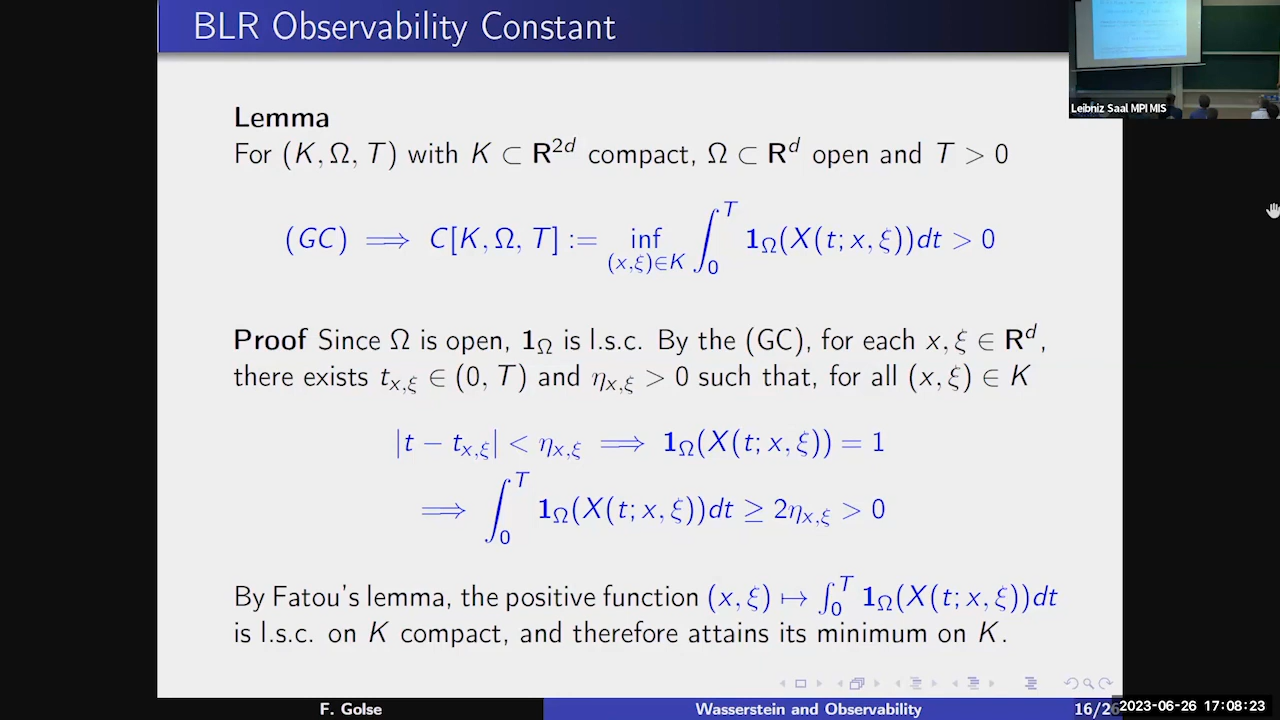 BLR Observability Constant
Leibniz Saal MPI MIS
Lemma
For (K, Ω, T) with K ⊂ R^{2d} compact, Ω ⊂ R^d open and T > 0
(GC) ⟹ C[K, Ω, T] := inf_{(x,ξ)∈K} ∫_0^T 1_Ω(X(t; x, ξ))dt > 0
Proof Since Ω is open, 1_Ω is l.s.c. By the (GC), for each x, ξ ∈ R^d,
there exists t_{x,ξ} ∈ (0, T) and η_{x,ξ} > 0 such that, for all (x, ξ) ∈ K
|t − t_{x,ξ}| < η_{x,ξ} ⟹ 1_Ω(X(t; x, ξ)) = 1
⟹ ∫_0^T 1_Ω(X(t; x, ξ))dt ≥ 2η_{x,ξ} > 0
By Fatou's lemma, the positive function (x, ξ) ↦ ∫_0^T 1_Ω(X(t; x, ξ))dt
is l.s.c. on K compact, and therefore attains its minimum on K.
F. Golse Wasserstein and Observability 16/26
2023-06-26 17:08:23